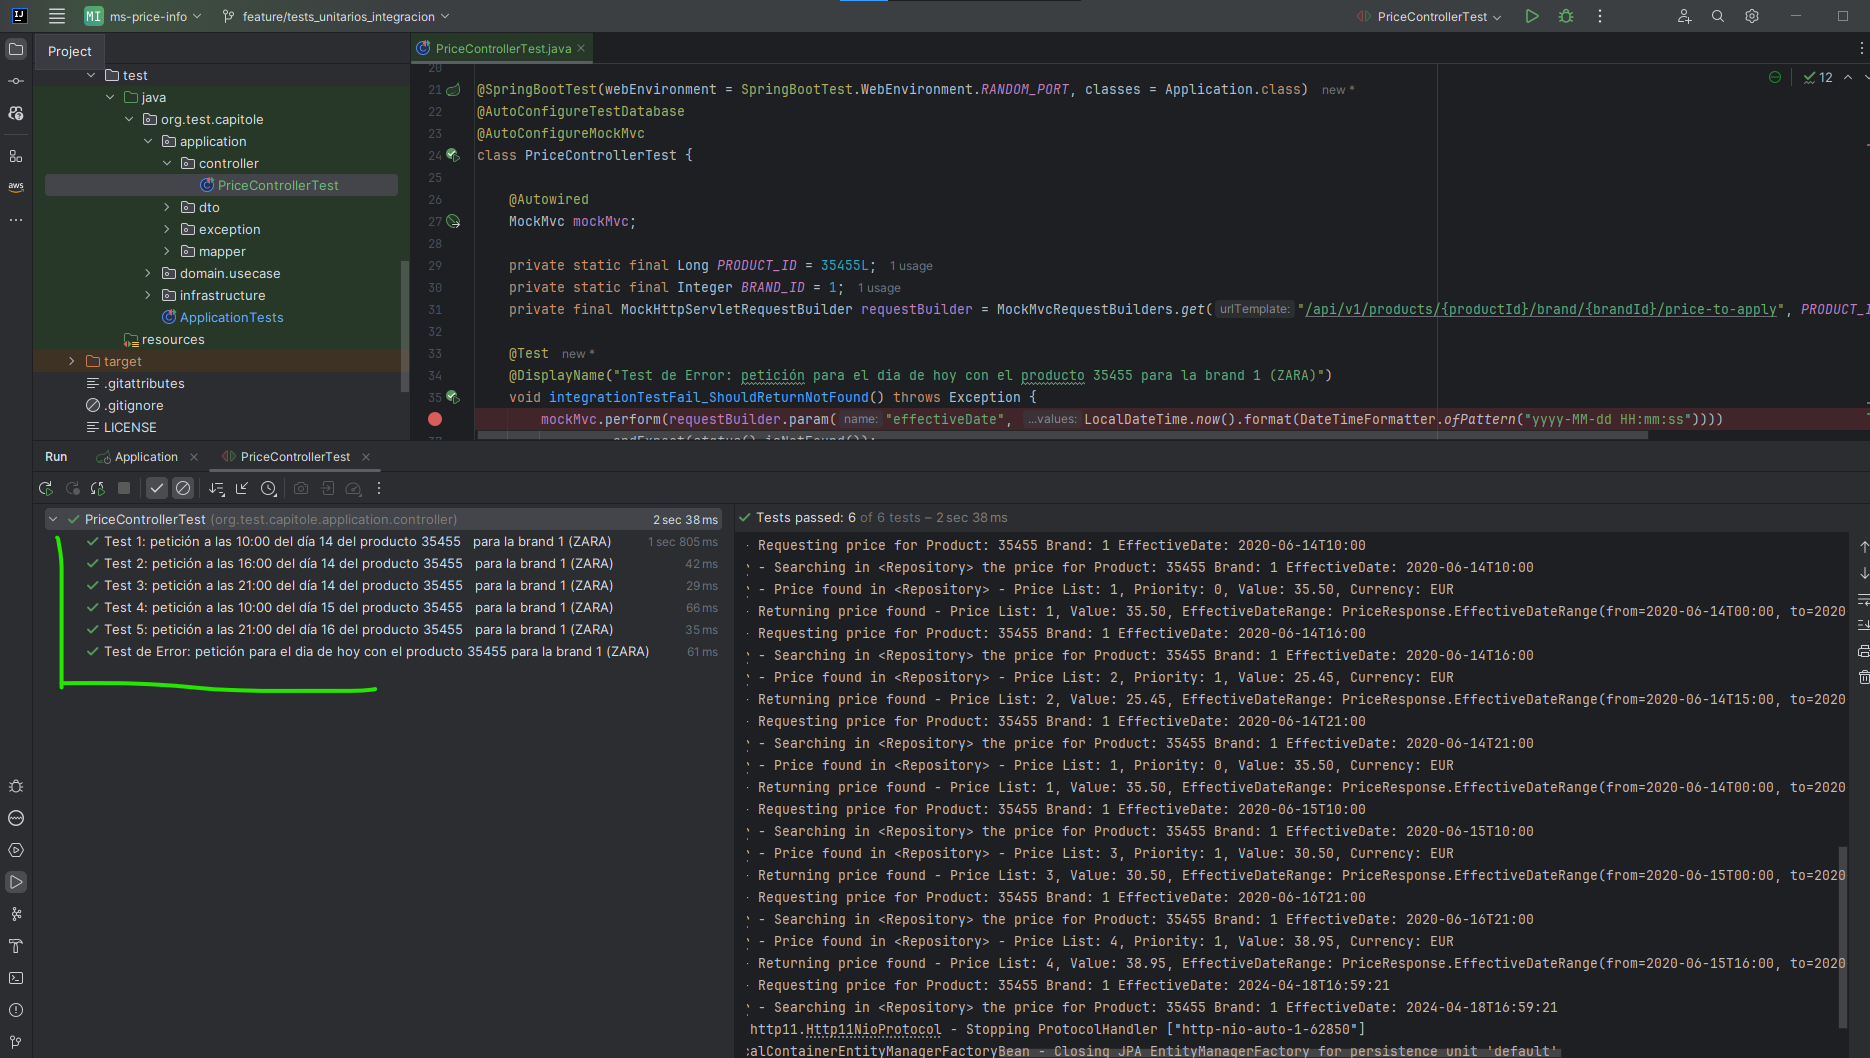 MI ms-price-info feature/tests_unitarios_integracion PriceControllerTest
Project
test
java
org.test.capitole
application
controller
PriceControllerTest
dto
exception
mapper
domain.usecase
infrastructure
ApplicationTests
resources
target
.gitattributes
.gitignore
LICENSE
aws
PriceControllerTest.java
12
20
21 @SpringBootTest(webEnvironment = SpringBootTest.WebEnvironment.RANDOM_PORT, classes = Application.class) new *
22 @AutoConfigureTestDatabase
23 @AutoConfigureMockMvc
24 class PriceControllerTest {
25
26 @Autowired
27 MockMvc mockMvc;
28
29 private static final Long PRODUCT_ID = 35455L; 1 usage
30 private static final Integer BRAND_ID = 1; 1 usage
31 private final MockHttpServletRequestBuilder requestBuilder = MockMvcRequestBuilders.get( urlTemplate: "/api/v1/products/{productId}/brand/{brandId}/price-to-apply", PRODUCT_I
32
33 @Test new *
34 @DisplayName("Test de Error: petición para el dia de hoy con el producto 35455 para la brand 1 (ZARA)")
35 void integrationTestFail_ShouldReturnNotFound() throws Exception {
mockMvc.perform(requestBuilder.param( name: "effectiveDate", ...values: LocalDateTime.now().format(DateTimeFormatter.ofPattern("yyyy-MM-dd HH:mm:ss"))))
.andExpect(status().isNotFound());
Run Application PriceControllerTest
PriceControllerTest (org.test.capitole.application.controller) 2 sec 38 ms
Test 1: petición a las 10:00 del día 14 del producto 35455 para la brand 1 (ZARA) 1 sec 805 ms
Test 2: petición a las 16:00 del día 14 del producto 35455 para la brand 1 (ZARA) 42 ms
Test 3: petición a las 21:00 del día 14 del producto 35455 para la brand 1 (ZARA) 29 ms
Test 4: petición a las 10:00 del día 15 del producto 35455 para la brand 1 (ZARA) 66 ms
Test 5: petición a las 21:00 del día 16 del producto 35455 para la brand 1 (ZARA) 35 ms
Test de Error: petición para el dia de hoy con el producto 35455 para la brand 1 (ZARA) 61 ms
Tests passed: 6 of 6 tests – 2 sec 38 ms
- Requesting price for Product: 35455 Brand: 1 EffectiveDate: 2020-06-14T10:00
- Searching in <Repository> the price for Product: 35455 Brand: 1 EffectiveDate: 2020-06-14T10:00
- Price found in <Repository> - Price List: 1, Priority: 0, Value: 35.50, Currency: EUR
- Returning price found - Price List: 1, Value: 35.50, EffectiveDateRange: PriceResponse.EffectiveDateRange(from=2020-06-14T00:00, to=2020
- Requesting price for Product: 35455 Brand: 1 EffectiveDate: 2020-06-14T16:00
- Searching in <Repository> the price for Product: 35455 Brand: 1 EffectiveDate: 2020-06-14T16:00
- Price found in <Repository> - Price List: 2, Priority: 1, Value: 25.45, Currency: EUR
- Returning price found - Price List: 2, Value: 25.45, EffectiveDateRange: PriceResponse.EffectiveDateRange(from=2020-06-14T15:00, to=2020
- Requesting price for Product: 35455 Brand: 1 EffectiveDate: 2020-06-14T21:00
- Searching in <Repository> the price for Product: 35455 Brand: 1 EffectiveDate: 2020-06-14T21:00
- Price found in <Repository> - Price List: 1, Priority: 0, Value: 35.50, Currency: EUR
- Returning price found - Price List: 1, Value: 35.50, EffectiveDateRange: PriceResponse.EffectiveDateRange(from=2020-06-14T00:00, to=2020
- Requesting price for Product: 35455 Brand: 1 EffectiveDate: 2020-06-15T10:00
- Searching in <Repository> the price for Product: 35455 Brand: 1 EffectiveDate: 2020-06-15T10:00
- Price found in <Repository> - Price List: 3, Priority: 1, Value: 30.50, Currency: EUR
- Returning price found - Price List: 3, Value: 30.50, EffectiveDateRange: PriceResponse.EffectiveDateRange(from=2020-06-15T00:00, to=2020
- Requesting price for Product: 35455 Brand: 1 EffectiveDate: 2020-06-16T21:00
- Searching in <Repository> the price for Product: 35455 Brand: 1 EffectiveDate: 2020-06-16T21:00
- Price found in <Repository> - Price List: 4, Priority: 1, Value: 38.95, Currency: EUR
- Returning price found - Price List: 4, Value: 38.95, EffectiveDateRange: PriceResponse.EffectiveDateRange(from=2020-06-15T16:00, to=2020
- Requesting price for Product: 35455 Brand: 1 EffectiveDate: 2024-04-18T16:59:21
- Searching in <Repository> the price for Product: 35455 Brand: 1 EffectiveDate: 2024-04-18T16:59:21
http11.Http11NioProtocol - Stopping ProtocolHandler ["http-nio-auto-1-62850"]
calContainerEntityManagerFactoryBean - Closing JPA EntityManagerFactory for persistence unit 'default'